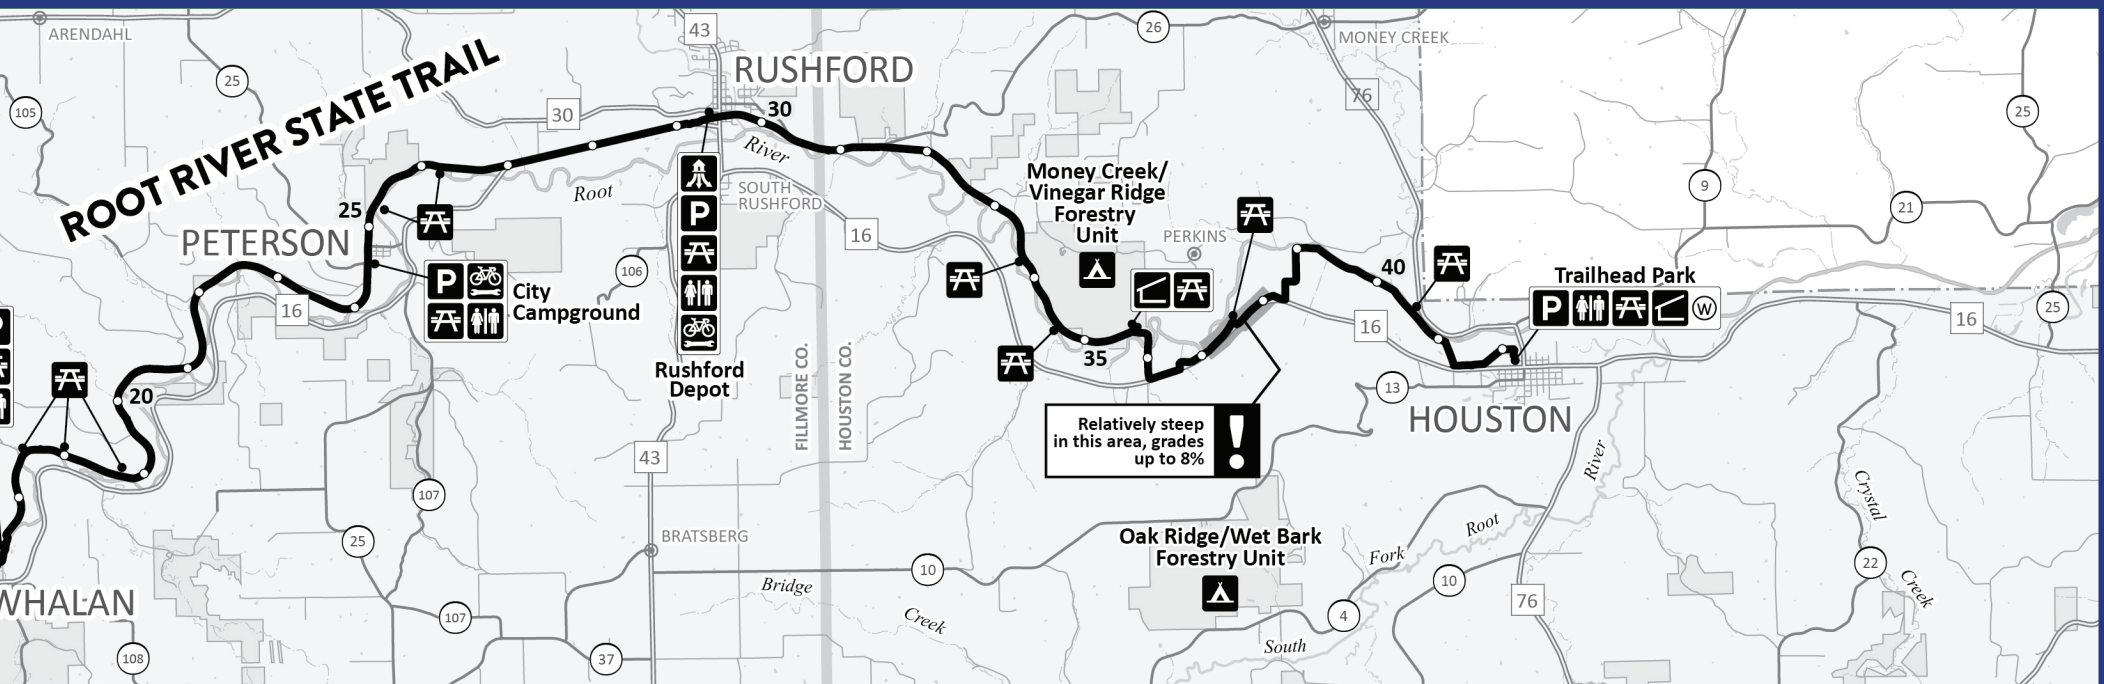 ARENDAHL
43
26
MONEY CREEK
ROOT RIVER STATE TRAIL
25
105
30
RUSHFORD
30
76
25
River
Root
SOUTH
RUSHFORD
16
25
PETERSON
16
P
City
Campground
106
P
Rushford
Depot
FILLMORE CO.
HOUSTON CO.
Money Creek/
Vinegar Ridge
Forestry
Unit
PERKINS
9
21
25
40
Trailhead Park
P
W
16
16
35
20
13
HOUSTON
Relatively steep
in this area, grades
up to 8%
!
43
107
25
BRATSBERG
10
Bridge
Creek
Oak Ridge/Wet Bark
Forestry Unit
River
Root
Fork
South
10
4
76
Crystal
22
Creek
WHALAN
108
107
37